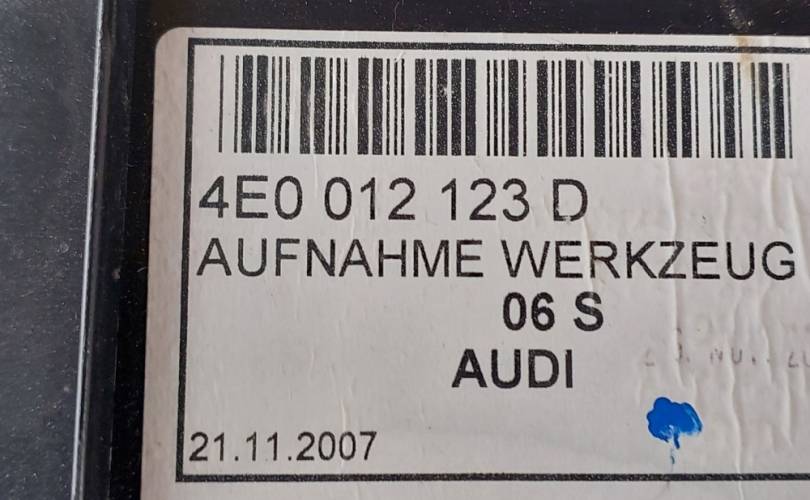 4E0 012 123 D
AUFNAHME WERKZEUG
06 S
AUDI
21.11.2007